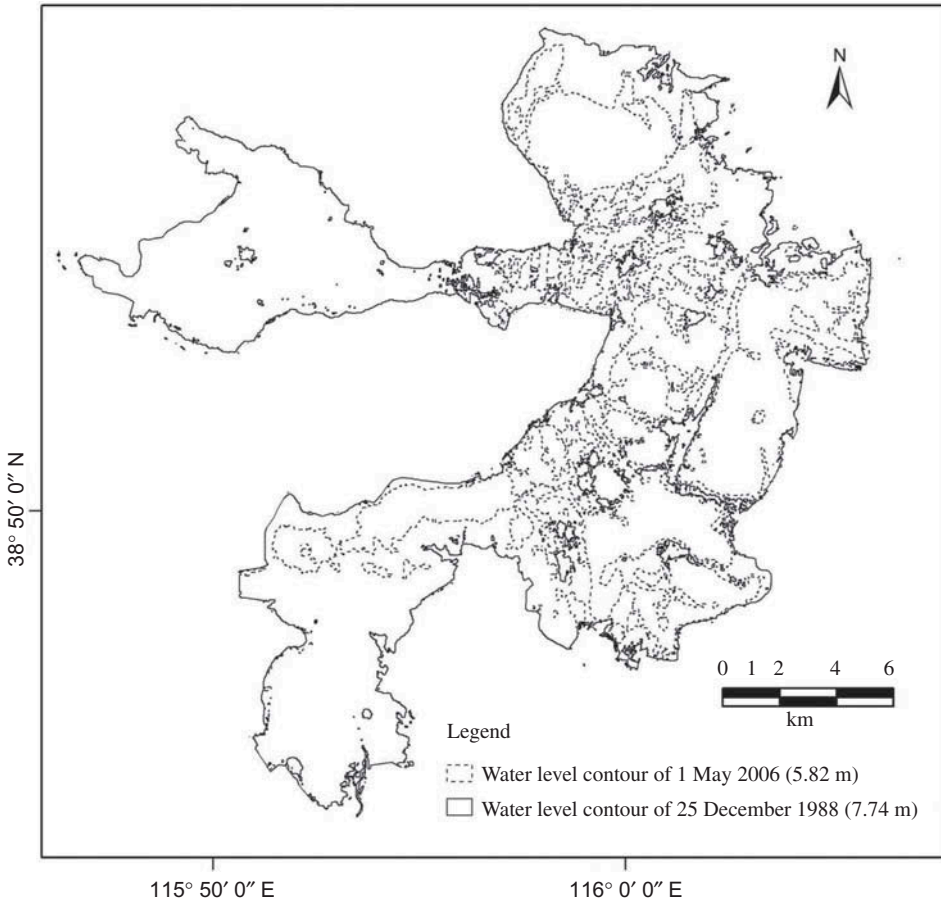 N
38° 50′ 0″ N
0 1 2 4 6
km
Legend
Water level contour of 1 May 2006 (5.82 m)
Water level contour of 25 December 1988 (7.74 m)
115° 50′ 0″ E
116° 0′ 0″ E